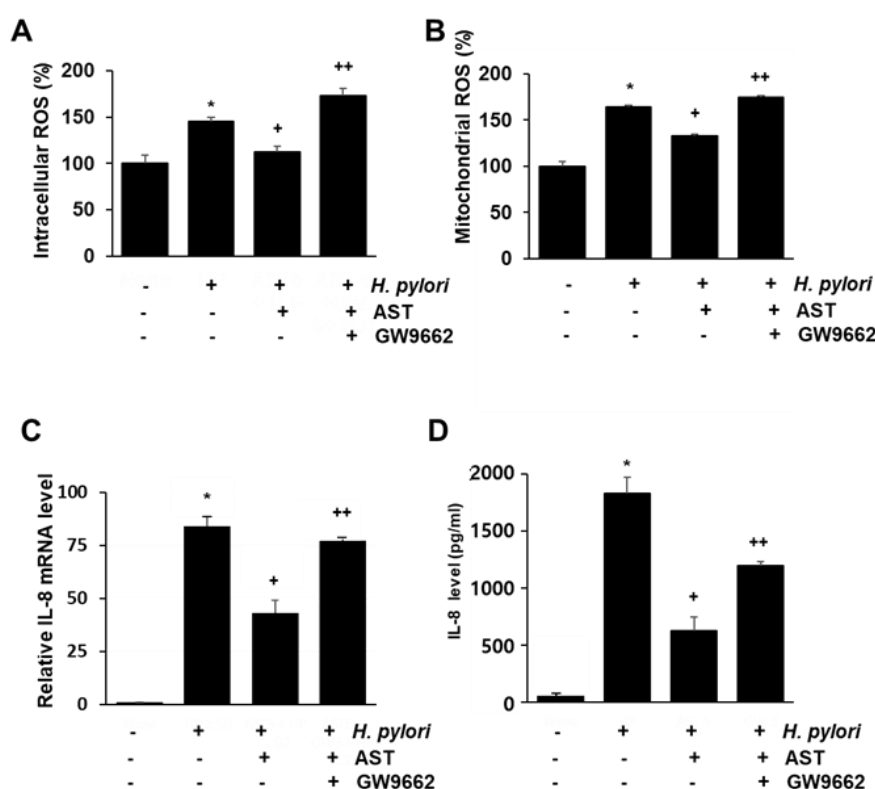 A
Intracellular ROS (%)
200
150
100
50
0
*
+
++
- + + + H. pylori
- - + + AST
- - - + GW9662
B
Mitochondrial ROS (%)
200
150
100
50
0
*
+
++
- + + + H. pylori
- - + + AST
- - - + GW9662
C
Relative IL-8 mRNA level
100
75
50
25
0
*
+
++
- + + + H. pylori
- - + + AST
- - - + GW9662
D
IL-8 level (pg/ml)
2000
1500
1000
500
0
*
+
++
- + + + H. pylori
- - + + AST
- - - + GW9662